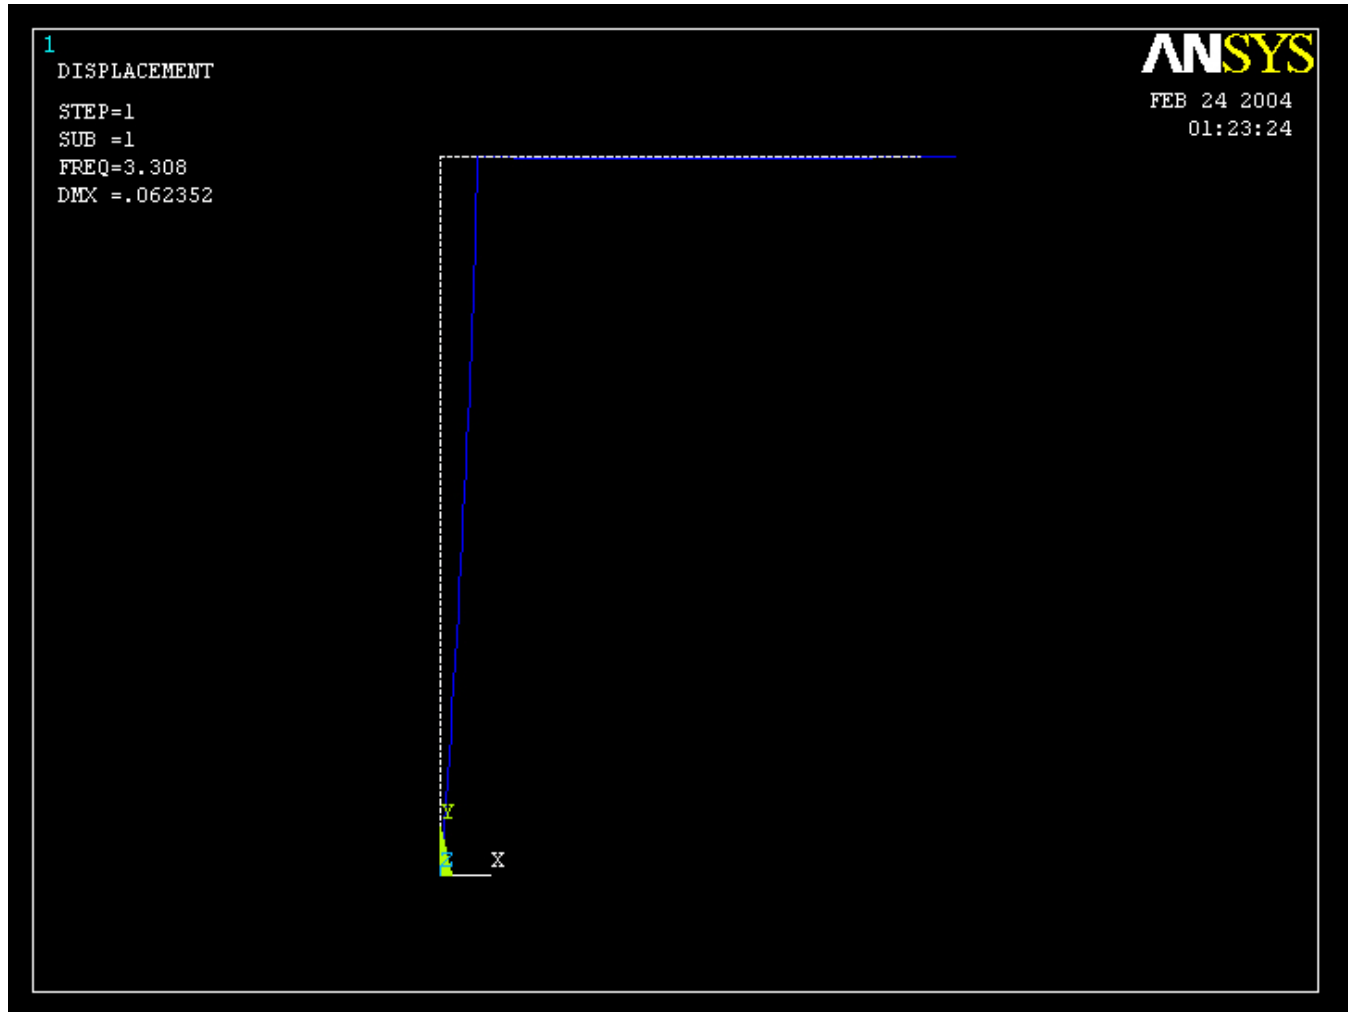 1
DISPLACEMENT
STEP=1
SUB =1
FREQ=3.308
DMX =.062352
ANSYS
FEB 24 2004
01:23:24
Y
Z
X